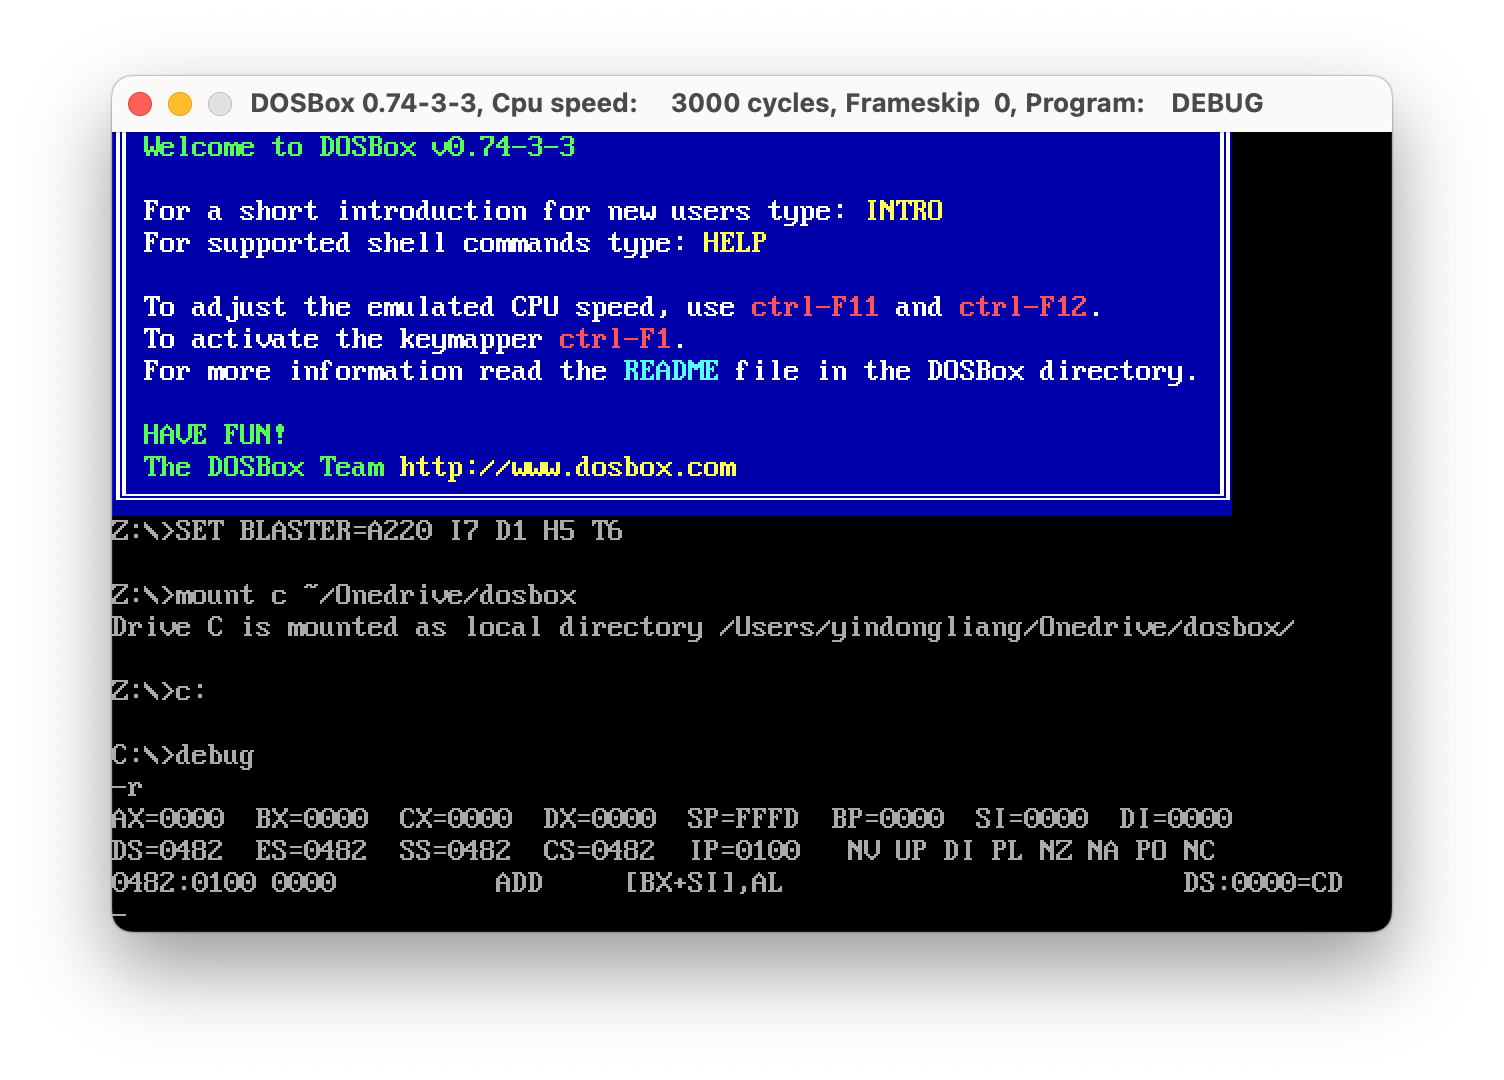 DOSBox 0.74-3-3, Cpu speed: 3000 cycles, Frameskip 0, Program: DEBUG
Welcome to DOSBox v0.74-3-3
For a short introduction for new users type: INTRO
For supported shell commands type: HELP
To adjust the emulated CPU speed, use ctrl-F11 and ctrl-F12.
To activate the keymapper ctrl-F1.
For more information read the README file in the DOSBox directory.
HAVE FUN!
The DOSBox Team http://www.dosbox.com
Z:\>SET BLASTER=A220 I7 D1 H5 T6
Z:\>mount c ~/Onedrive/dosbox
Drive C is mounted as local directory /Users/yindongliang/Onedrive/dosbox/
Z:\>c:
C:\>debug
-r
AX=0000  BX=0000  CX=0000  DX=0000  SP=FFFD  BP=0000  SI=0000  DI=0000
DS=0482  ES=0482  SS=0482  CS=0482  IP=0100   NV UP DI PL NZ NA PO NC
0482:0100 0000          ADD     [BX+SI],AL                         DS:0000=CD
-